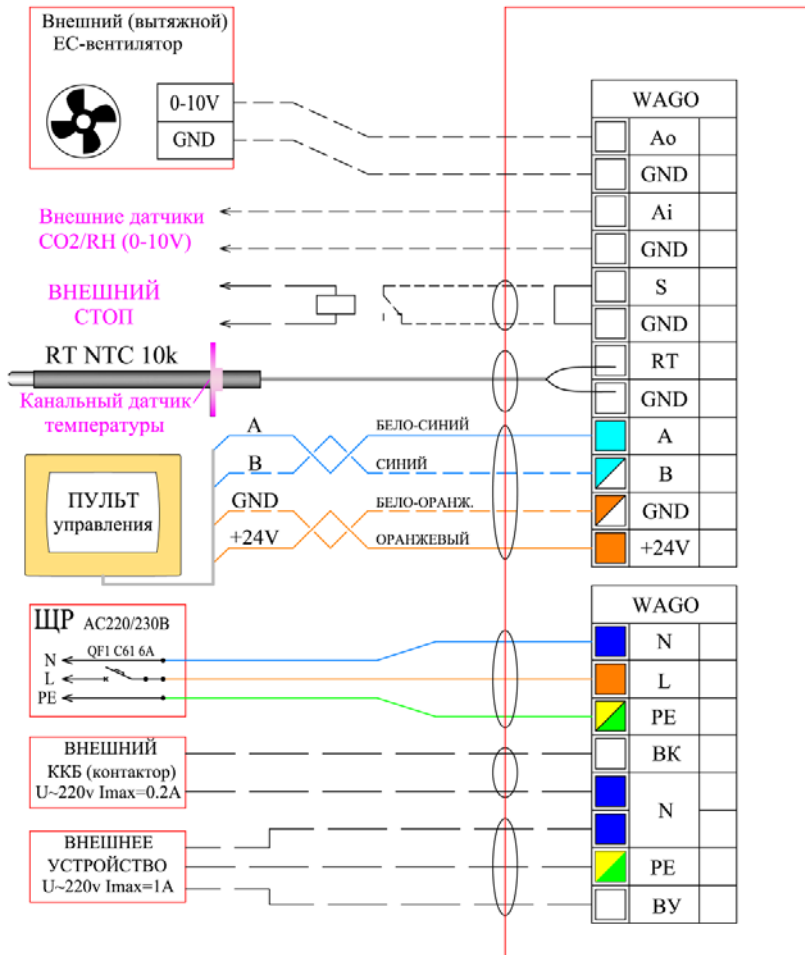 Внешний (вытяжной)
ЕС-вентилятор
0-10V
GND
Внешние датчики
CO2/RH (0-10V)
ВНЕШНИЙ
СТОП
RT NTC 10k
Канальный датчик
температуры
ПУЛЬТ
управления
A
B
GND
+24V
БЕЛО-СИНИЙ
СИНИЙ
БЕЛО-ОРАНЖ.
ОРАНЖЕВЫЙ
WAGO
Ao
GND
Ai
GND
S
GND
RT
GND
A
B
GND
+24V
ЩР АС220/230В
QF1 C61 6A
N
L
PE
ВНЕШНИЙ
ККБ (контактор)
U~220v Imax=0.2A
ВНЕШНЕЕ
УСТРОЙСТВО
U~220v Imax=1A
WAGO
N
L
PE
ВК
N
PE
ВУ